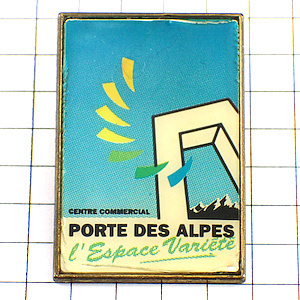 CENTRE COMMERCIAL
PORTE DES ALPES
l'Espace Variété